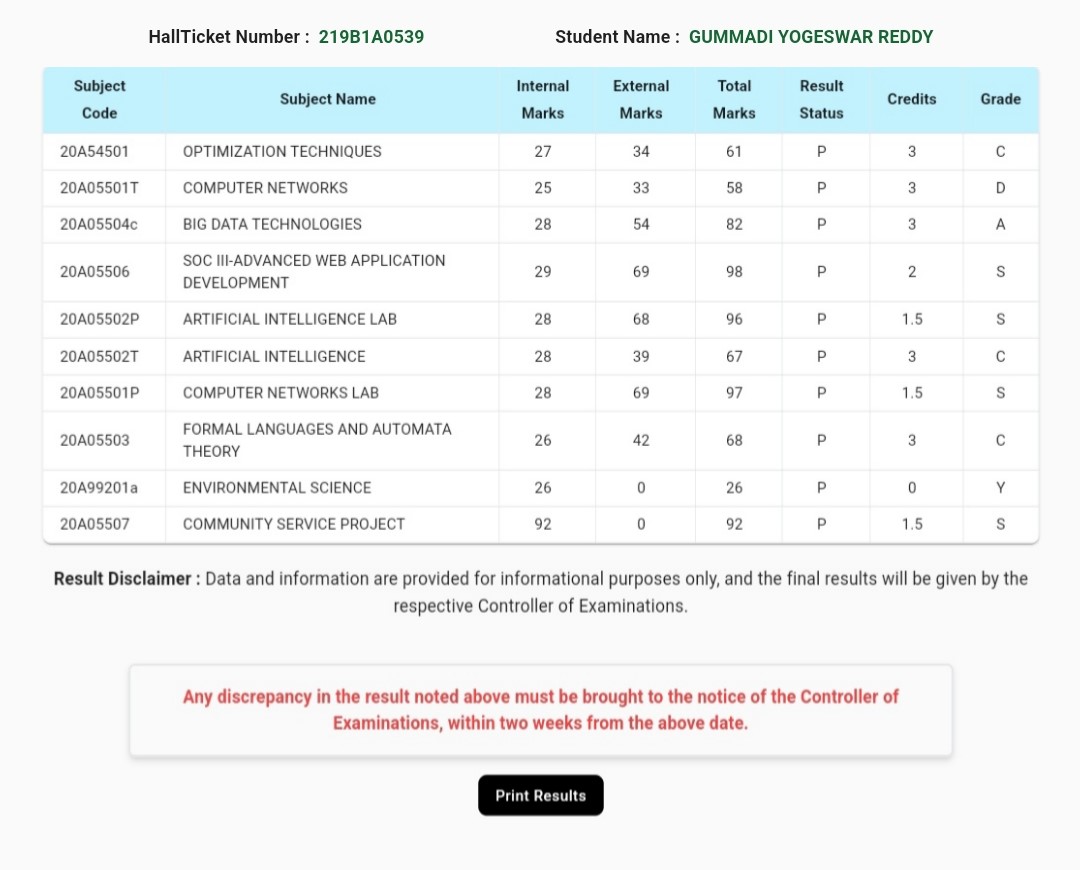 HallTicket Number : 219B1A0539 Student Name : GUMMADI YOGESWAR REDDY
Subject Code Subject Name Internal Marks External Marks Total Marks Result Status Credits Grade
20A54501 OPTIMIZATION TECHNIQUES 27 34 61 P 3 C
20A05501T COMPUTER NETWORKS 25 33 58 P 3 D
20A05504c BIG DATA TECHNOLOGIES 28 54 82 P 3 A
20A05506 SOC III-ADVANCED WEB APPLICATION DEVELOPMENT 29 69 98 P 2 S
20A05502P ARTIFICIAL INTELLIGENCE LAB 28 68 96 P 1.5 S
20A05502T ARTIFICIAL INTELLIGENCE 28 39 67 P 3 C
20A05501P COMPUTER NETWORKS LAB 28 69 97 P 1.5 S
20A05503 FORMAL LANGUAGES AND AUTOMATA THEORY 26 42 68 P 3 C
20A99201a ENVIRONMENTAL SCIENCE 26 0 26 P 0 Y
20A05507 COMMUNITY SERVICE PROJECT 92 0 92 P 1.5 S
Result Disclaimer : Data and information are provided for informational purposes only, and the final results will be given by the
respective Controller of Examinations.
Any discrepancy in the result noted above must be brought to the notice of the Controller of
Examinations, within two weeks from the above date.
Print Results